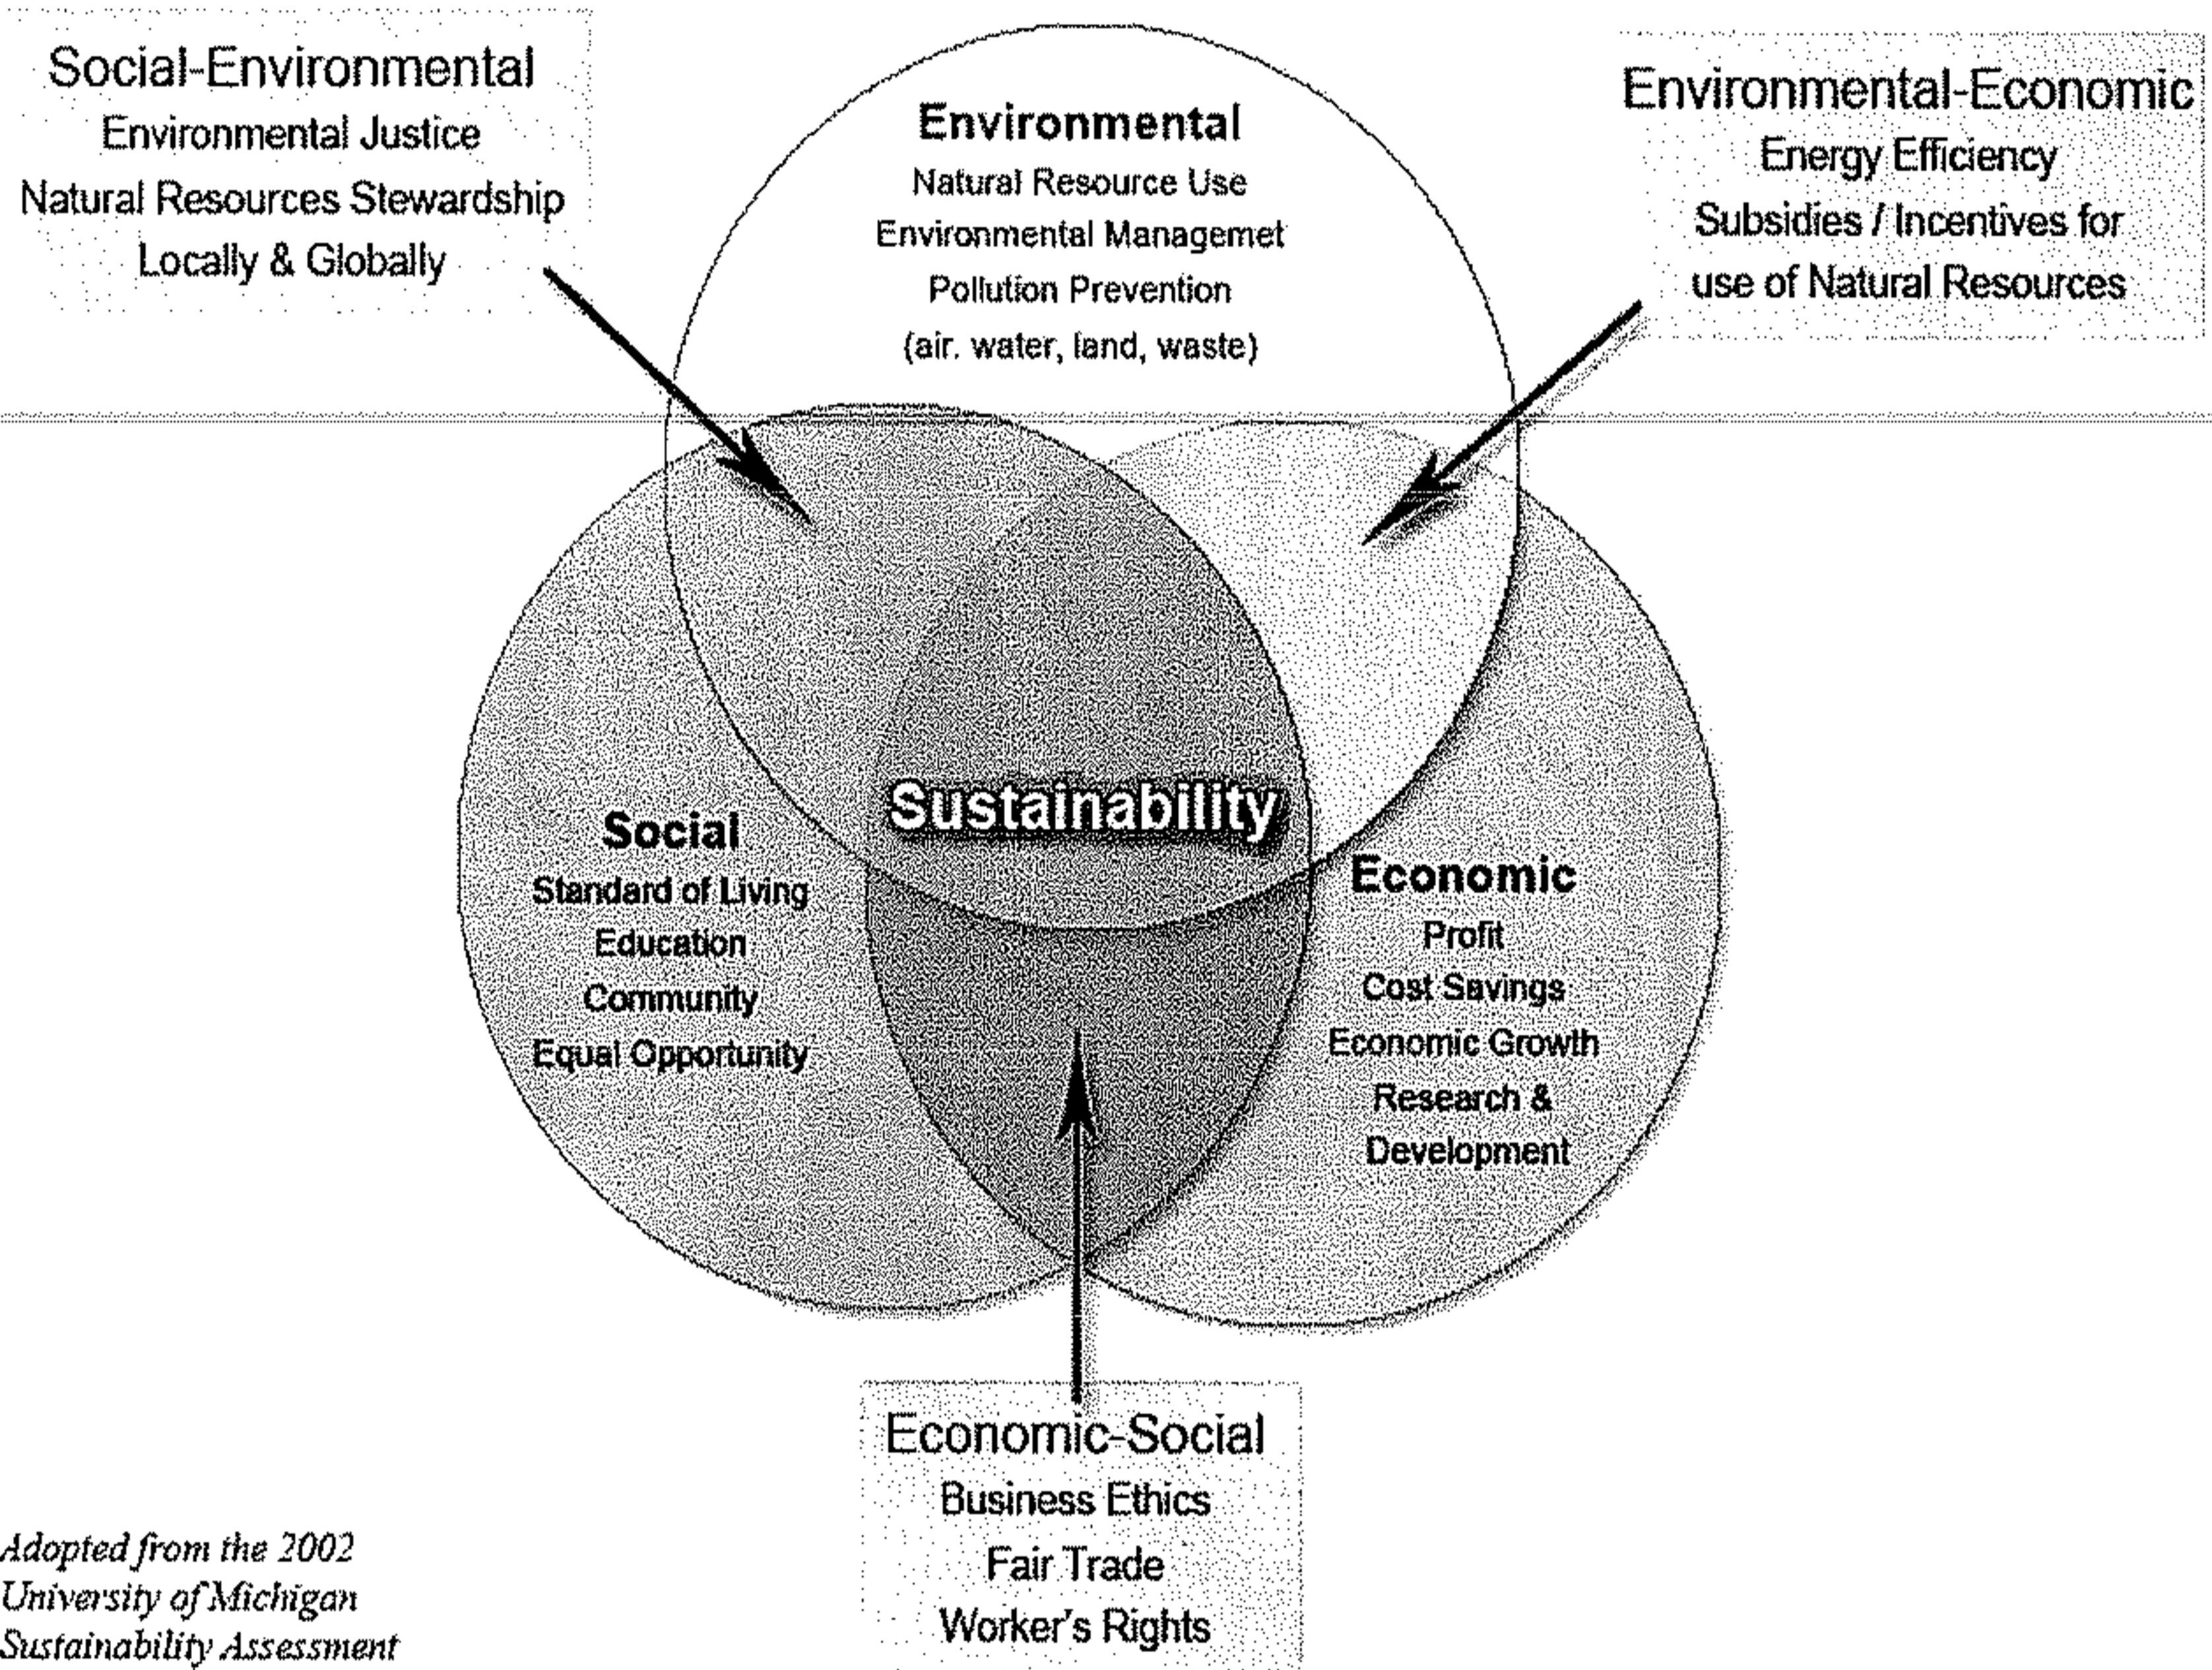 Social-Environmental
Environmental Justice
Natural Resources Stewardship
Locally & Globally
Environmental
Natural Resource Use
Environmental Managemet
Pollution Prevention
(air. water, land, waste)
Environmental-Economic
Energy Efficiency
Subsidies / Incentives for
use of Natural Resources
Sustainability
Social
Standard of Living
Education
Community
Equal Opportunity
Economic
Profit
Cost Savings
Economic Growth
Research &
Development
Economic-Social
Business Ethics
Fair Trade
Worker's Rights
Adopted from the 2002
University of Michigan
Sustainability Assessment